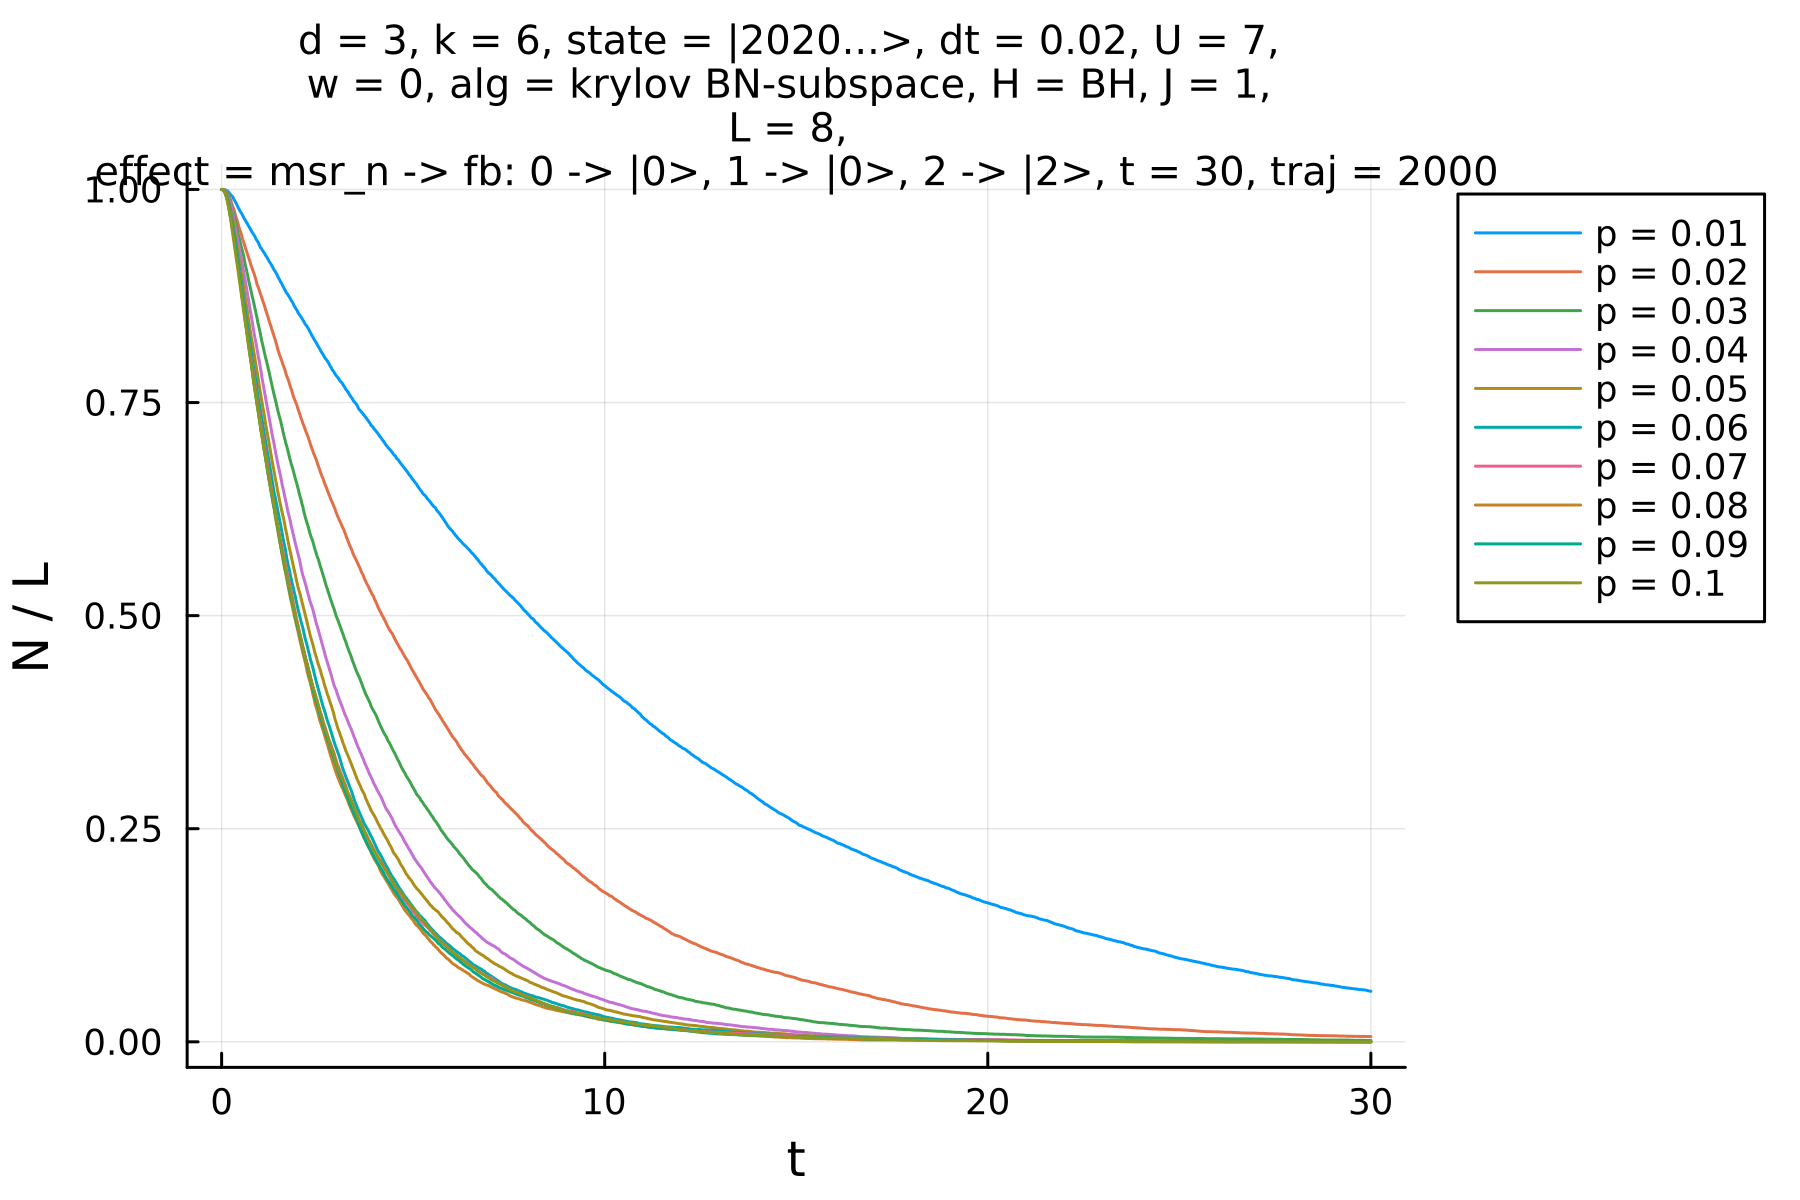 d = 3, k = 6, state = |2020...>, dt = 0.02, U = 7,
w = 0, alg = krylov BN-subspace, H = BH, J = 1,
L = 8,
effect = msr_n -> fb: 0 -> |0>, 1 -> |0>, 2 -> |2>, t = 30, traj = 2000
1.00
0.75
0.50
0.25
0.00
N / L
0
10
20
30
t
p = 0.01
p = 0.02
p = 0.03
p = 0.04
p = 0.05
p = 0.06
p = 0.07
p = 0.08
p = 0.09
p = 0.1